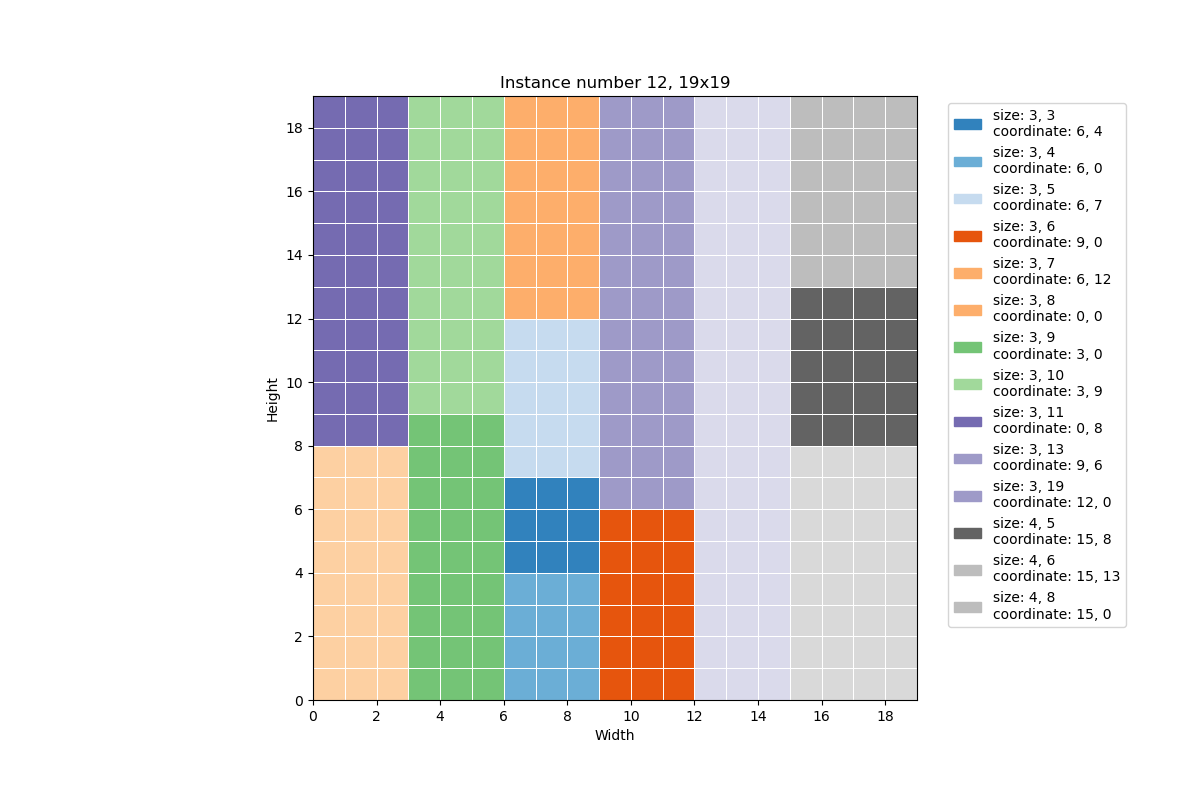 Instance number 12, 19x19
18
16
14
12
10
8
6
4
2
0
Height
0 2 4 6 8 10 12 14 16 18
Width
size: 3, 3
coordinate: 6, 4
size: 3, 4
coordinate: 6, 0
size: 3, 5
coordinate: 6, 7
size: 3, 6
coordinate: 9, 0
size: 3, 7
coordinate: 6, 12
size: 3, 8
coordinate: 0, 0
size: 3, 9
coordinate: 3, 0
size: 3, 10
coordinate: 3, 9
size: 3, 11
coordinate: 0, 8
size: 3, 13
coordinate: 9, 6
size: 3, 19
coordinate: 12, 0
size: 4, 5
coordinate: 15, 8
size: 4, 6
coordinate: 15, 13
size: 4, 8
coordinate: 15, 0